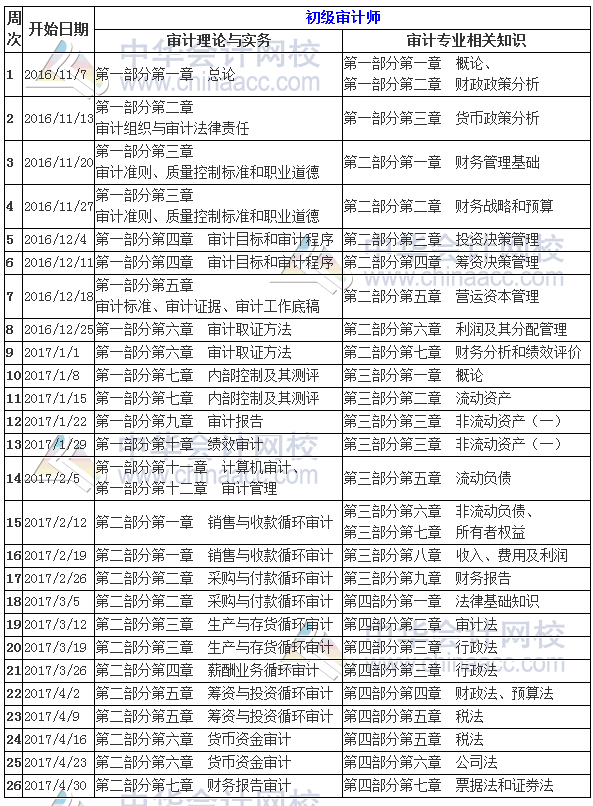 周次 开始日期 初级审计师
审计理论与实务 审计专业相关知识
1 2016/11/7 第一部分第一章 总论 第一部分第一章 概论、
第一部分第二章 财政政策分析
2 2016/11/13 第一部分第二章
审计组织与审计法律责任 第一部分第三章 货币政策分析
3 2016/11/20 第一部分第三章
审计准则、质量控制标准和职业道德 第二部分第一章 财务管理基础
4 2016/11/27 第一部分第三章
审计准则、质量控制标准和职业道德 第二部分第二章 财务战略和预算
5 2016/12/4 第一部分第四章 审计目标和审计程序 第二部分第三章 投资决策管理
6 2016/12/11 第一部分第四章 审计目标和审计程序 第二部分第四章 筹资决策管理
7 2016/12/18 第一部分第五章
审计标准、审计证据、审计工作底稿 第二部分第五章 营运资本管理
8 2016/12/25 第一部分第六章 审计取证方法 第二部分第六章 利润及其分配管理
9 2017/1/1 第一部分第六章 审计取证方法 第二部分第七章 财务分析和绩效评价
10 2017/1/8 第一部分第七章 内部控制及其测评 第三部分第一章 概论
11 2017/1/15 第一部分第七章 内部控制及其测评 第三部分第二章 流动资产
12 2017/1/22 第一部分第九章 审计报告 第三部分第三章 非流动资产（一）
13 2017/1/29 第一部分第十章 绩效审计 第三部分第三章 非流动资产（一）
14 2017/2/5 第一部分第十一章 计算机审计、
第一部分第十二章 审计管理 第三部分第五章 流动负债
15 2017/2/12 第二部分第一章 销售与收款循环审计 第三部分第六章 非流动负债、
第三部分第七章 所有者权益
16 2017/2/19 第二部分第一章 销售与收款循环审计 第三部分第八章 收入、费用及利润
17 2017/2/26 第二部分第二章 采购与付款循环审计 第三部分第九章 财务报告
18 2017/3/5 第二部分第二章 采购与付款循环审计 第四部分第一章 法律基础知识
19 2017/3/12 第二部分第三章 生产与存货循环审计 第四部分第二章 审计法
20 2017/3/19 第二部分第三章 生产与存货循环审计 第四部分第三章 行政法
21 2017/3/26 第二部分第四章 薪酬业务循环审计 第四部分第三章 行政法
22 2017/4/2 第二部分第五章 筹资与投资循环审计 第四部分第四章 财政法、预算法
23 2017/4/9 第二部分第五章 筹资与投资循环审计 第四部分第五章 税法
24 2017/4/16 第二部分第六章 货币资金审计 第四部分第五章 税法
25 2017/4/23 第二部分第六章 货币资金审计 第四部分第六章 公司法
26 2017/4/30 第二部分第七章 财务报告审计 第四部分第七章 票据法和证券法
中华会计网校
www.chinaacc.com